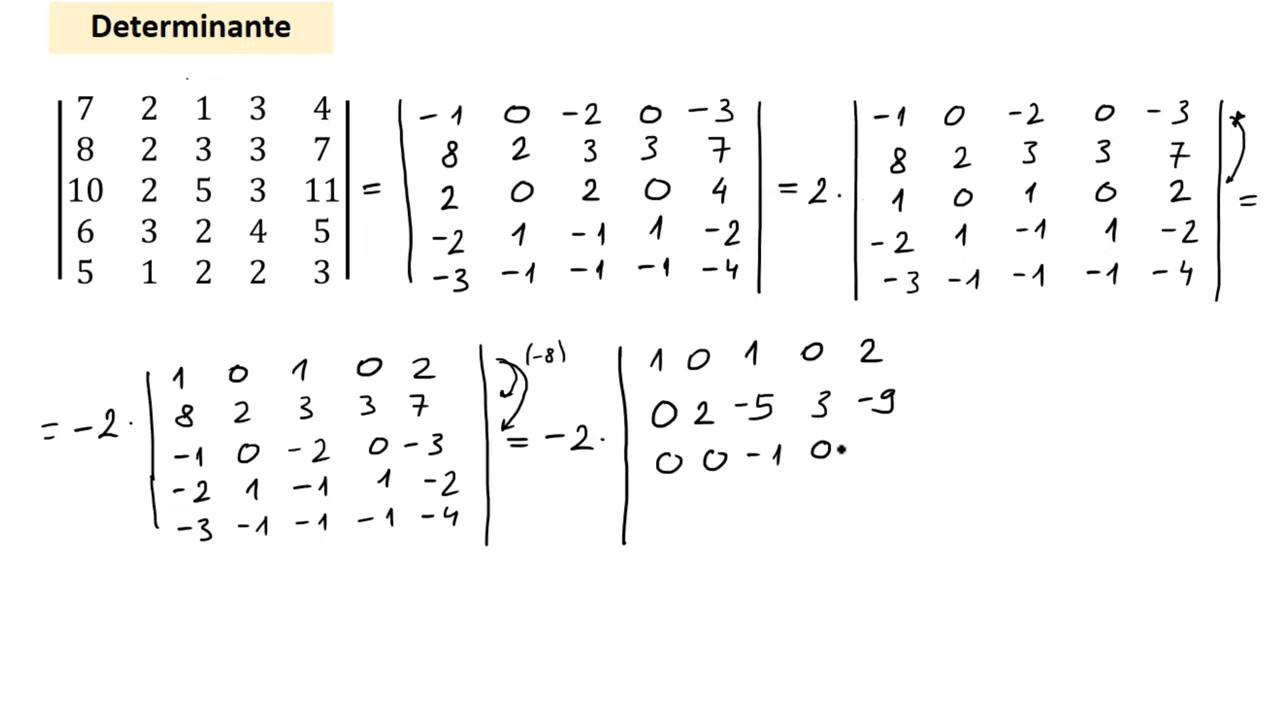 Determinante
7 2 1 3 4
8 2 3 3 7
10 2 5 3 11
6 3 2 4 5
5 1 2 2 3
=
-1 0 -2 0 -3
8 2 3 3 7
2 0 2 0 4
-2 1 -1 1 -2
-3 -1 -1 -1 -4
= 2 ·
-1 0 -2 0 -3
8 2 3 3 7
1 0 1 0 2
-2 1 -1 1 -2
-3 -1 -1 -1 -4
=
= -2 ·
1 0 1 0 2
8 2 3 3 7
-1 0 -2 0 -3
-2 1 -1 1 -2
-3 -1 -1 -1 -4
(-8)
= -2 ·
1 0 1 0 2
0 2 -5 3 -9
0 0 -1 0